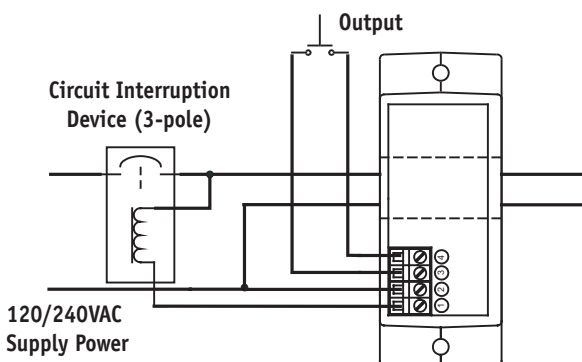 Output
Circuit Interruption
Device (3-pole)
4
3
2
1
120/240VAC
Supply Power